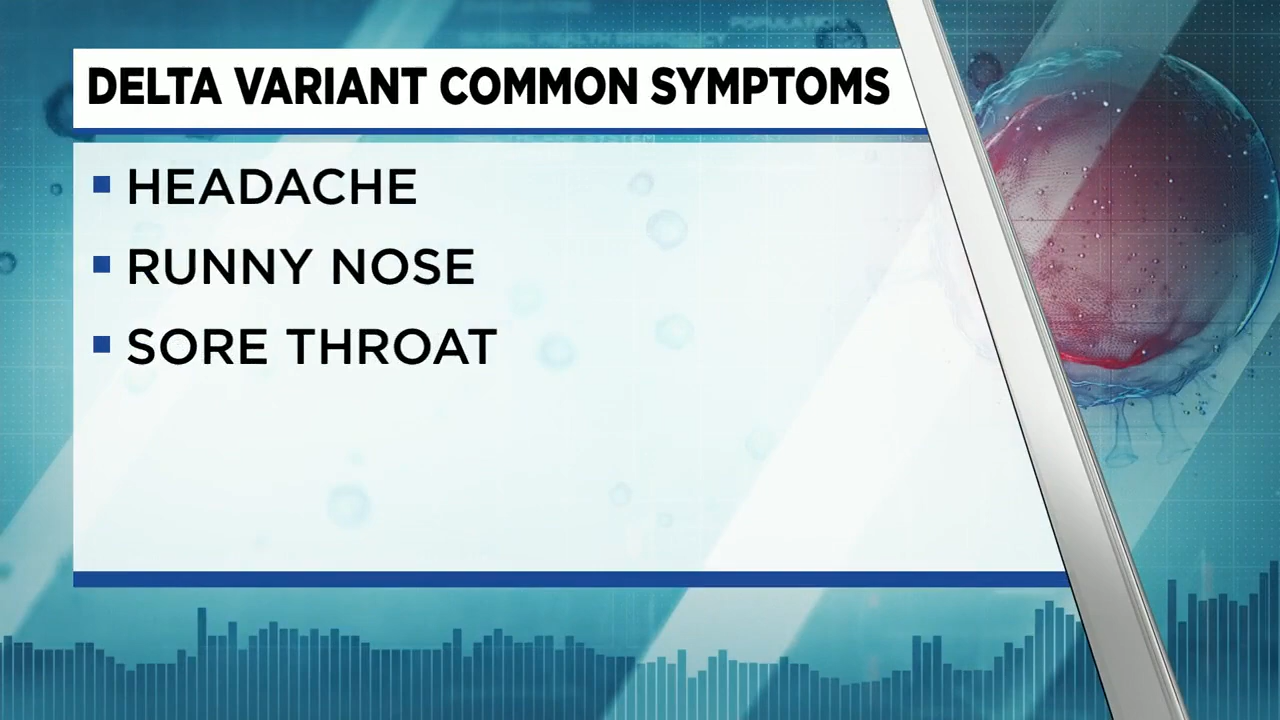 DELTA VARIANT COMMON SYMPTOMS
HEADACHE
RUNNY NOSE
SORE THROAT